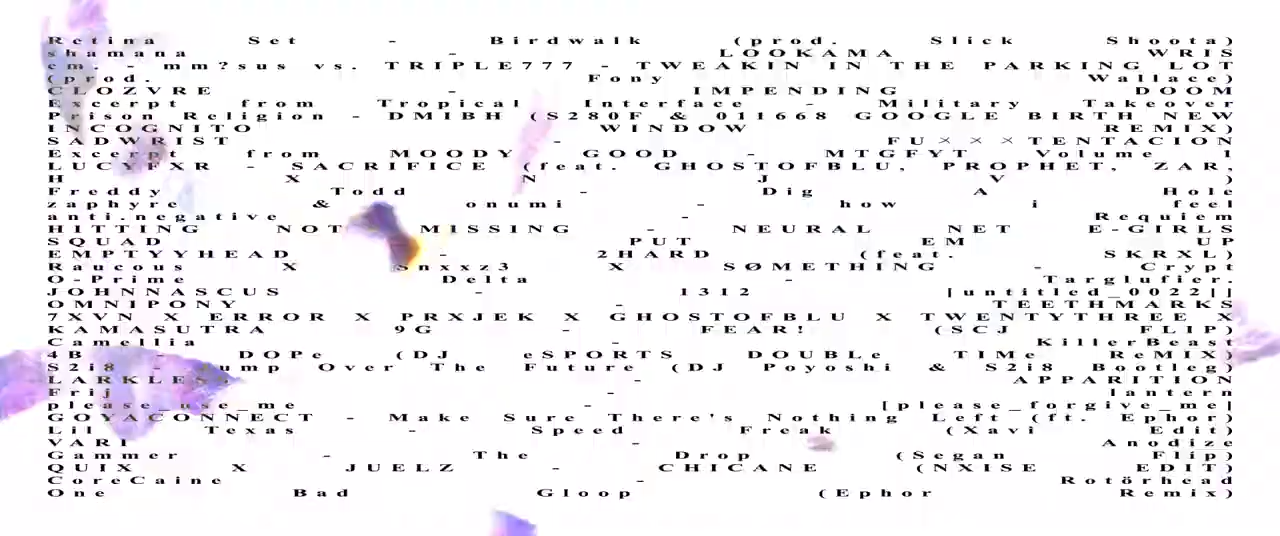 Retina Set - Birdwalk (prod. Slick Shoota)
shamana - LOOKAMA WRIS
cm. - mm?sus vs. TRIPLE777 - TWEAKIN IN THE PARKING LOT
(prod. Fony Wallace)
CLOZVRE - IMPENDING DOOM
Excerpt from Tropical Interface - Military Takeover
Prison Religion - DMIBH (S280F & 011668 GOOGLE BIRTH NEW
INCOGNITO WINDOW REMIX)
SADWRIST - FU×××TENTACION
Excerpt from MOODY GOOD - MTGFYT Volume 1
LUCYFXR - SACRIFICE (feat. GHOSTOFBLU, PROPHET, ZAR,
H X N J V )
Freddy Todd - Dig A Hole
zaphyre & onumi - how i feel
anti.negative - Requiem
HITTING NOT MISSING - NEURAL NET E-GIRLS
SQUAD PUT EM UP
EMPTYYHEAD - 2HARD (feat. SKRXL)
Raucous X Snxxz3 X SØMETHING - Crypt
O-Prime Delta - Targlufier.
JOHNNASCUS - 1312 [untitled_0022]]
OMNIPONY - TEETHMARKS
7XVN X ERROR X PRXJEK X GHOSTOFBLU X TWENTYTHREE X
KAMASUTRA 9G - FEAR! (SCJ FLIP)
Camellia - KillerBeast
4B - DOPe (DJ eSPORTS DOUBLe TIMe ReMIX)
S2i8 - Jump Over The Future (DJ Poyoshi & S2i8 Bootleg)
LARKLESS - APPARITION
Frij - lantern
please_use_me - [please_forgive_me]
GOYACONNECT - Make Sure There's Nothing Left (ft. Ephor)
Lil Texas - Speed Freak (Xavi Edit)
VARI - Anodize
Gammer - The Drop (Segan Flip)
QUIX X JUELZ - CHICANE (NXISE EDIT)
CoreCaine - Rotörhead
One Bad Gloop (Ephor Remix)